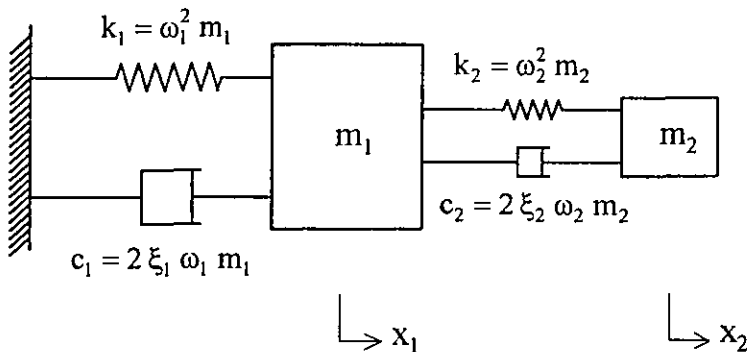 k₁ = ω₁² m₁
k₂ = ω₂² m₂
m₁
m₂
c₂ = 2 ξ₂ ω₂ m₂
c₁ = 2 ξ₁ ω₁ m₁
x₁
x₂